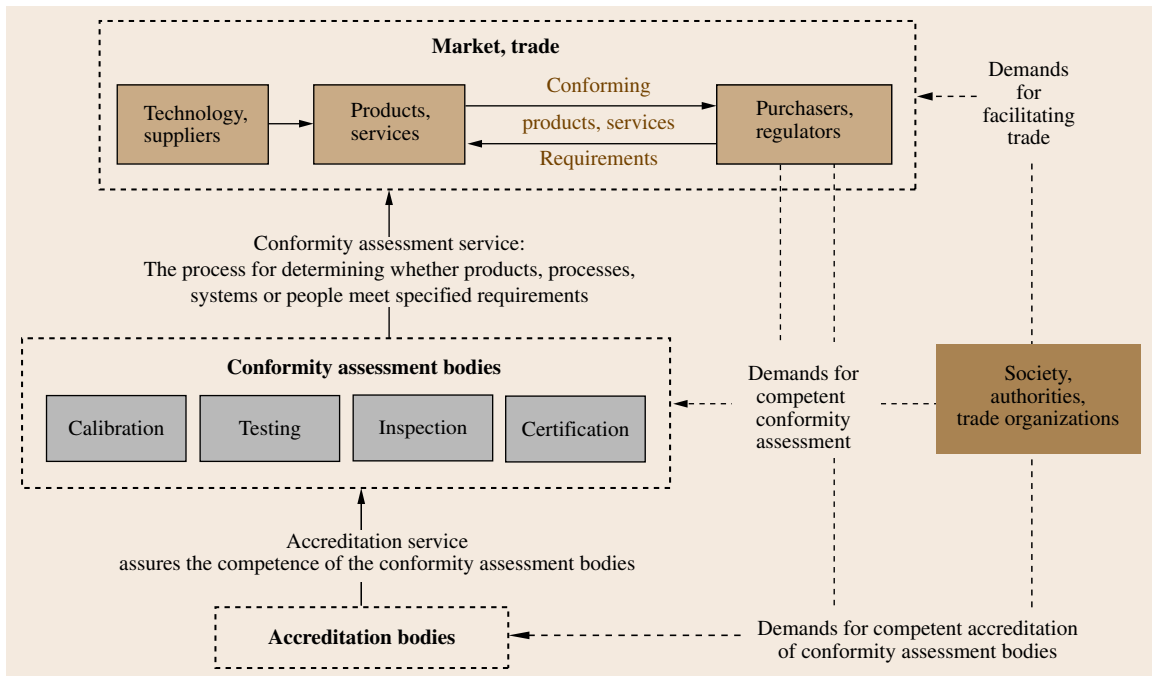 Market, trade
Technology,
suppliers
Products,
services
Conforming
products, services
Requirements
Purchasers,
regulators
Demands
for
facilitating
trade
Conformity assessment service:
The process for determining whether products, processes,
systems or people meet specified requirements
Conformity assessment bodies
Calibration
Testing
Inspection
Certification
Demands for
competent
conformity
assessment
Society,
authorities,
trade organizations
Accreditation service
assures the competence of the conformity assessment bodies
Accreditation bodies
Demands for competent accreditation
of conformity assessment bodies